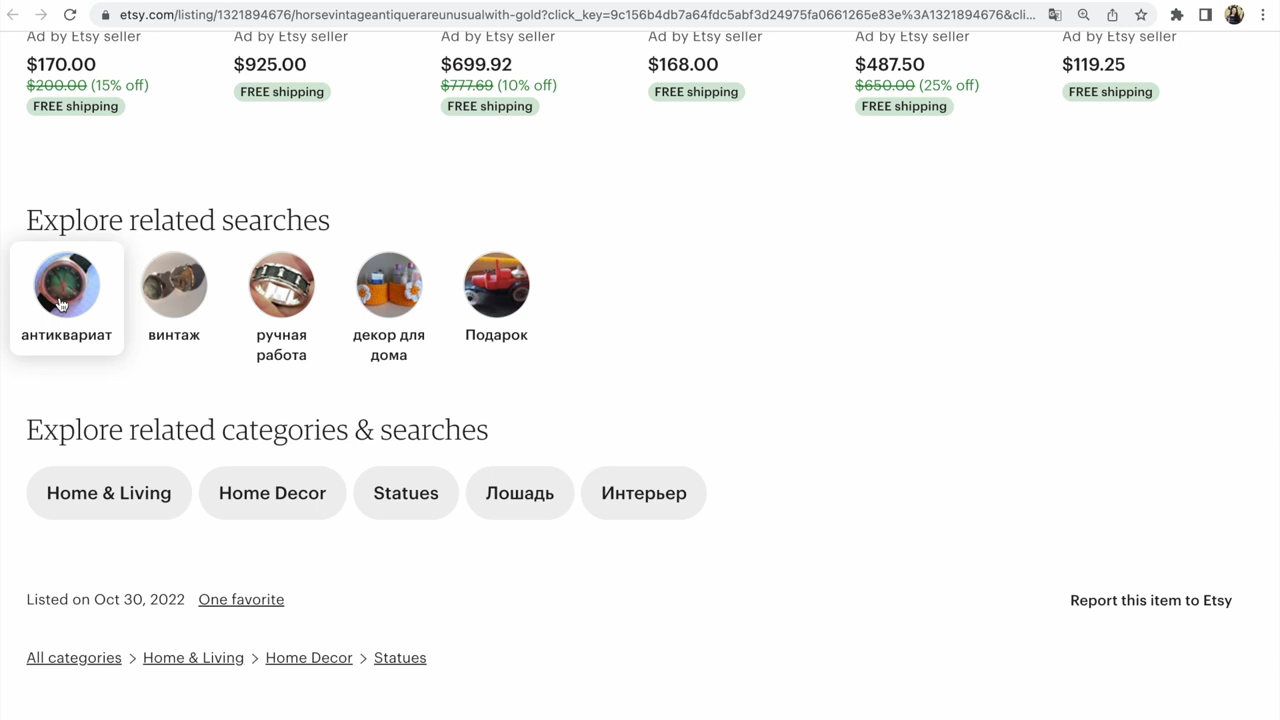 etsy.com/listing/1321894676/horsevintageantiquerareunusualwith-gold?click_key=9c156b4db7a64fdc5abf3d24975fa0661265e83e%3A1321894676&cli...
Ad by Etsy seller Ad by Etsy seller Ad by Etsy seller Ad by Etsy seller Ad by Etsy seller Ad by Etsy seller
$170.00 $925.00 $699.92 $168.00 $487.50 $119.25
$200.00 (15% off) $777.69 (10% off) $650.00 (25% off)
FREE shipping FREE shipping FREE shipping FREE shipping FREE shipping FREE shipping
Explore related searches
антиквариат винтаж ручная декор для Подарок
работа дома
Explore related categories & searches
Home & Living Home Decor Statues Лошадь Интерьер
Listed on Oct 30, 2022 One favorite Report this item to Etsy
All categories > Home & Living > Home Decor > Statues